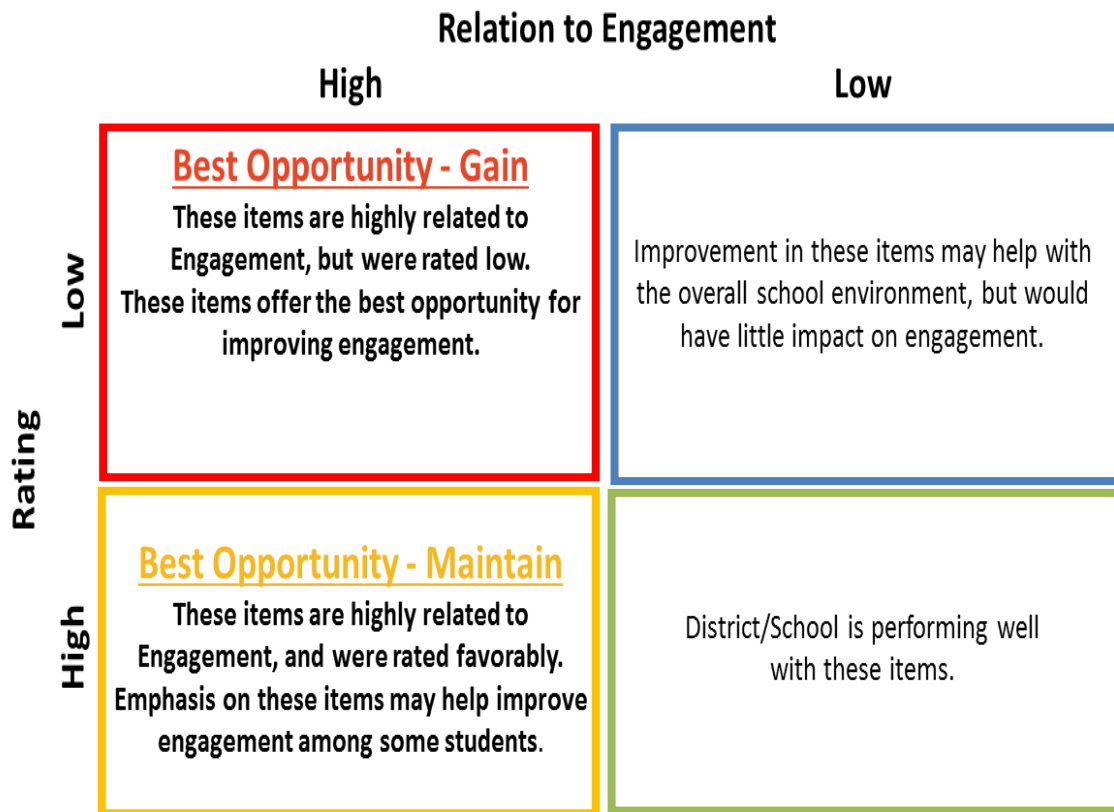 Relation to Engagement
High
Low
Rating
Low
Best Opportunity - Gain
These items are highly related to
Engagement, but were rated low.
These items offer the best opportunity for
improving engagement.
Improvement in these items may help with
the overall school environment, but would
have little impact on engagement.
High
Best Opportunity - Maintain
These items are highly related to
Engagement, and were rated favorably.
Emphasis on these items may help improve
engagement among some students.
District/School is performing well
with these items.